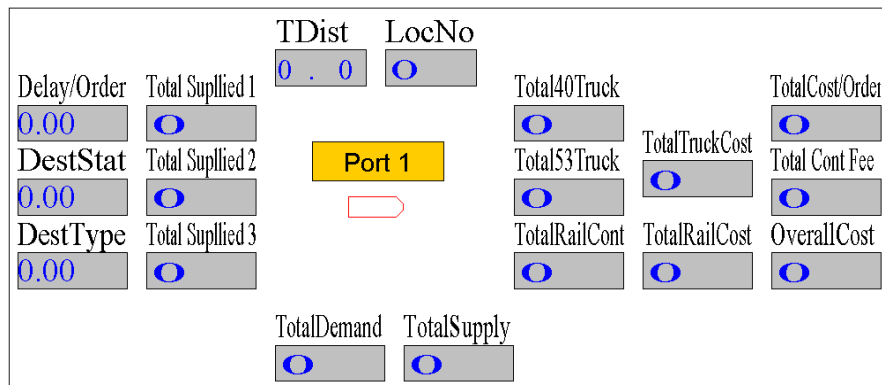 TDist LocNo
0 . 0 0
Delay/Order Total Supllied 1 Total40Truck TotalCost/Order
0.00 0 0 0
TotalTruckCost
DestStat Total Supllied 2 Port 1 Total53Truck Total Cont Fee
0.00 0 0 0 0
DestType Total Supllied 3 TotalRailCont TotalRailCost OverallCost
0.00 0 0 0 0
TotalDemand TotalSupply
0 0